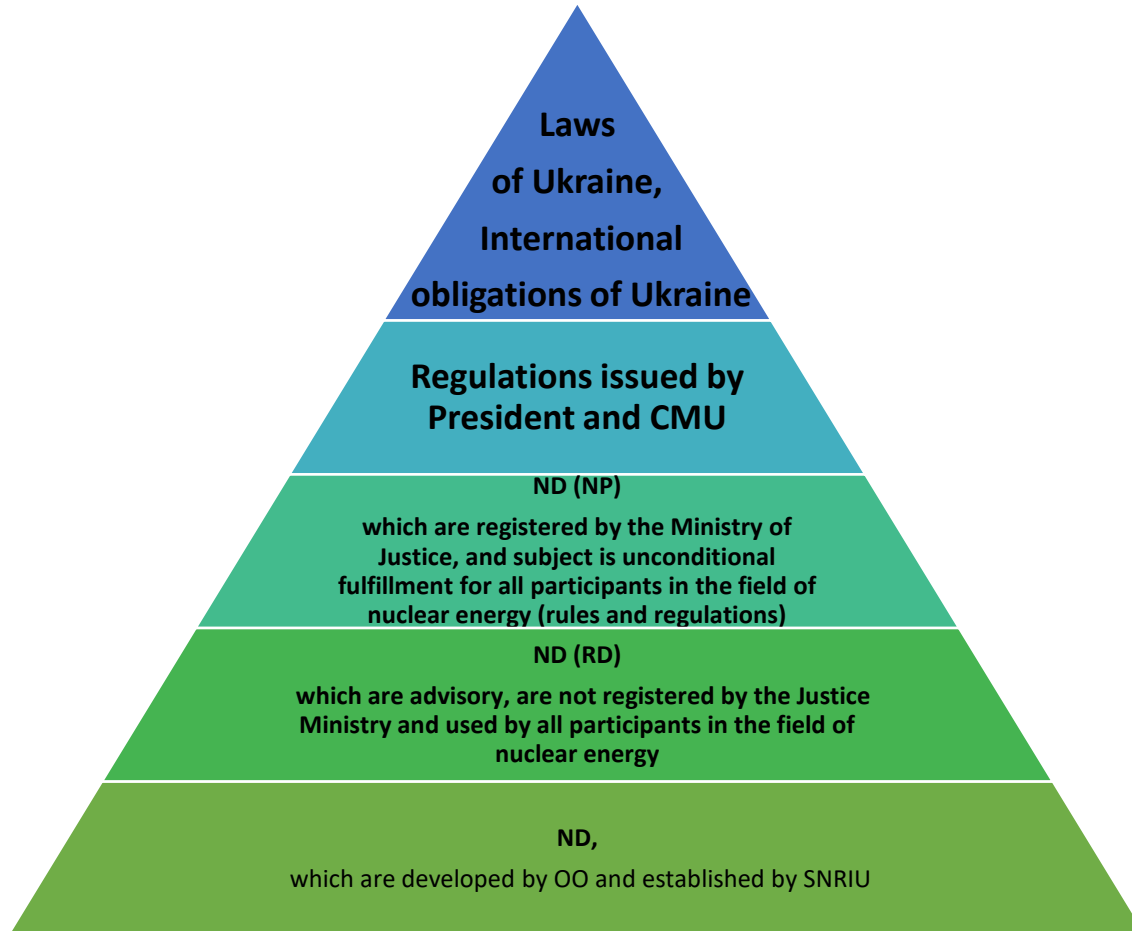 Laws
of Ukraine,
International
obligations of Ukraine
Regulations issued by
President and CMU
ND (NP)
which are registered by the Ministry of
Justice, and subject is unconditional
fulfillment for all participants in the field of
nuclear energy (rules and regulations)
ND (RD)
which are advisory, are not registered by the Justice
Ministry and used by all participants in the field of
nuclear energy
ND,
which are developed by OO and established by SNRIU